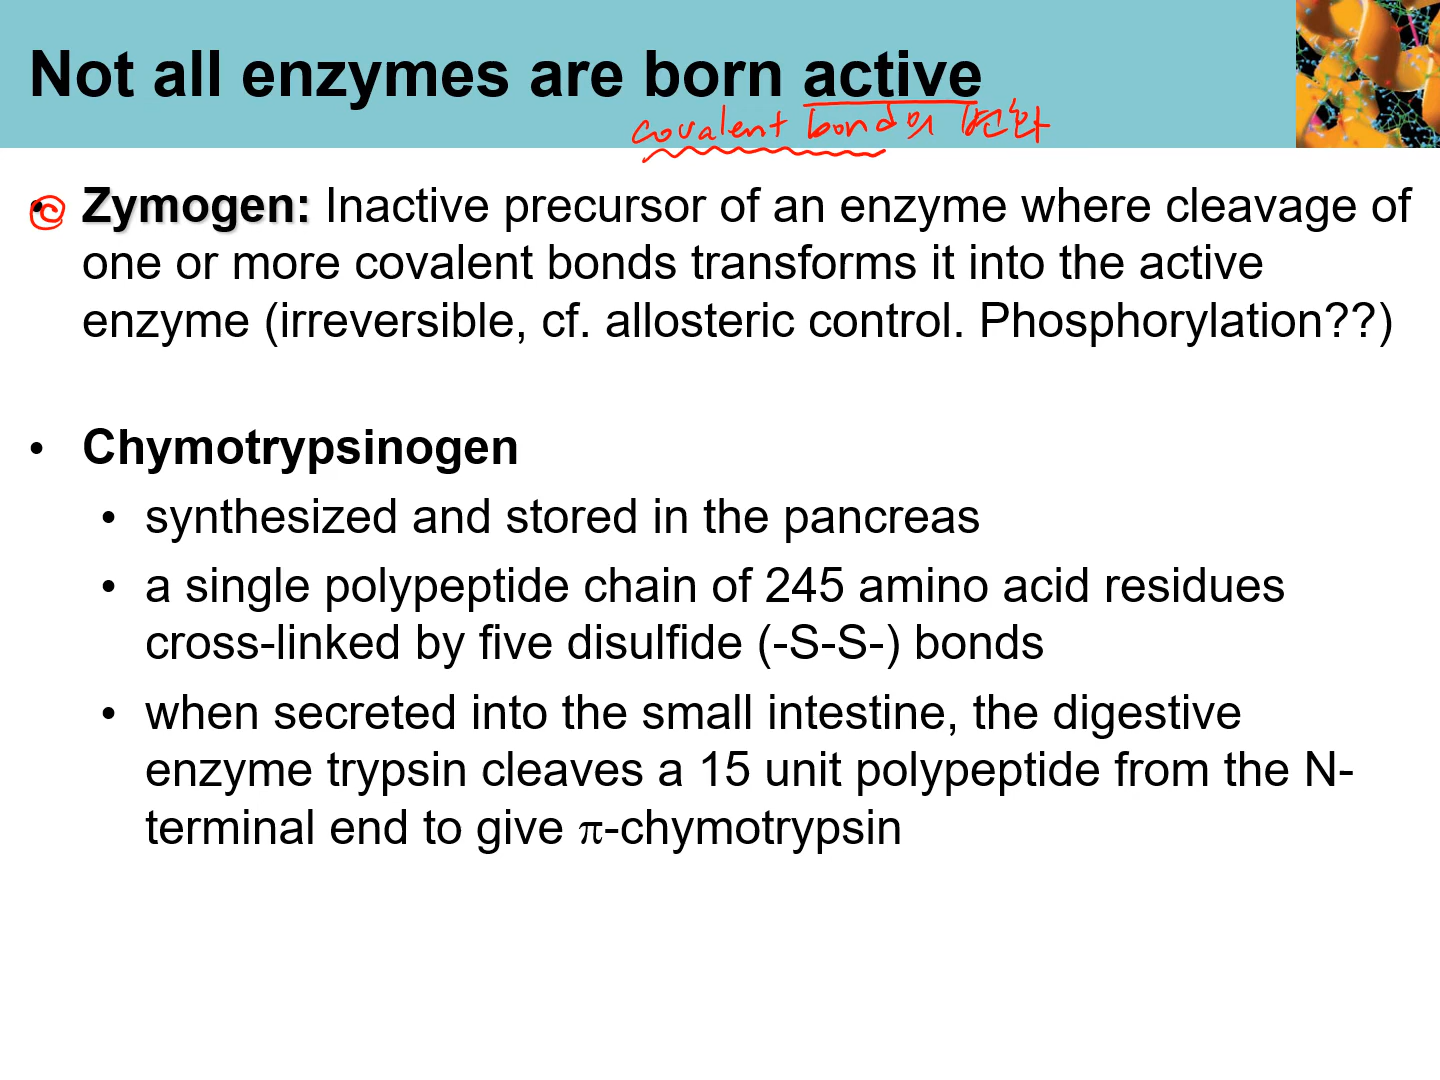 Not all enzymes are born active
covalent bond의 변화
• Zymogen: Inactive precursor of an enzyme where cleavage of
one or more covalent bonds transforms it into the active
enzyme (irreversible, cf. allosteric control. Phosphorylation??)
• Chymotrypsinogen
• synthesized and stored in the pancreas
• a single polypeptide chain of 245 amino acid residues
cross-linked by five disulfide (-S-S-) bonds
• when secreted into the small intestine, the digestive
enzyme trypsin cleaves a 15 unit polypeptide from the N-
terminal end to give π-chymotrypsin